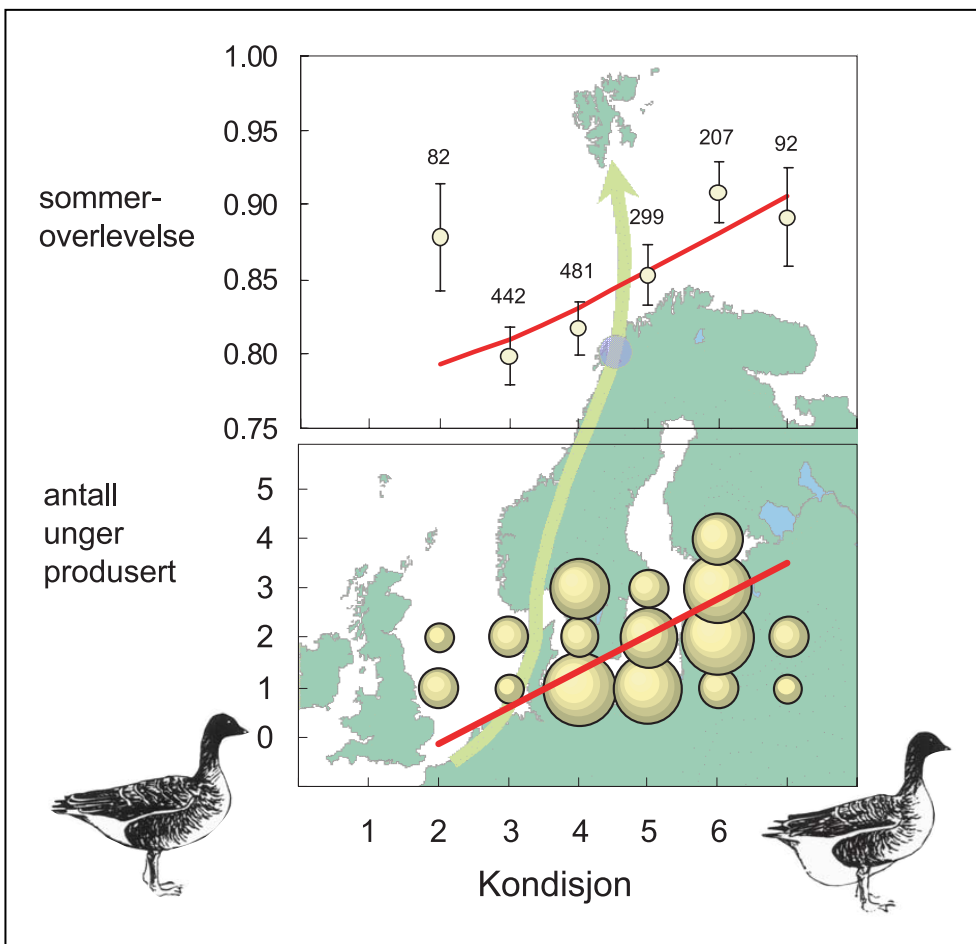 1.00
0.95
0.90
0.85
0.80
0.75
sommer-
overlevelse
82
442
481
299
207
92
antall
unger
produsert
5
4
3
2
1
0
1 2 3 4 5 6
Kondisjon